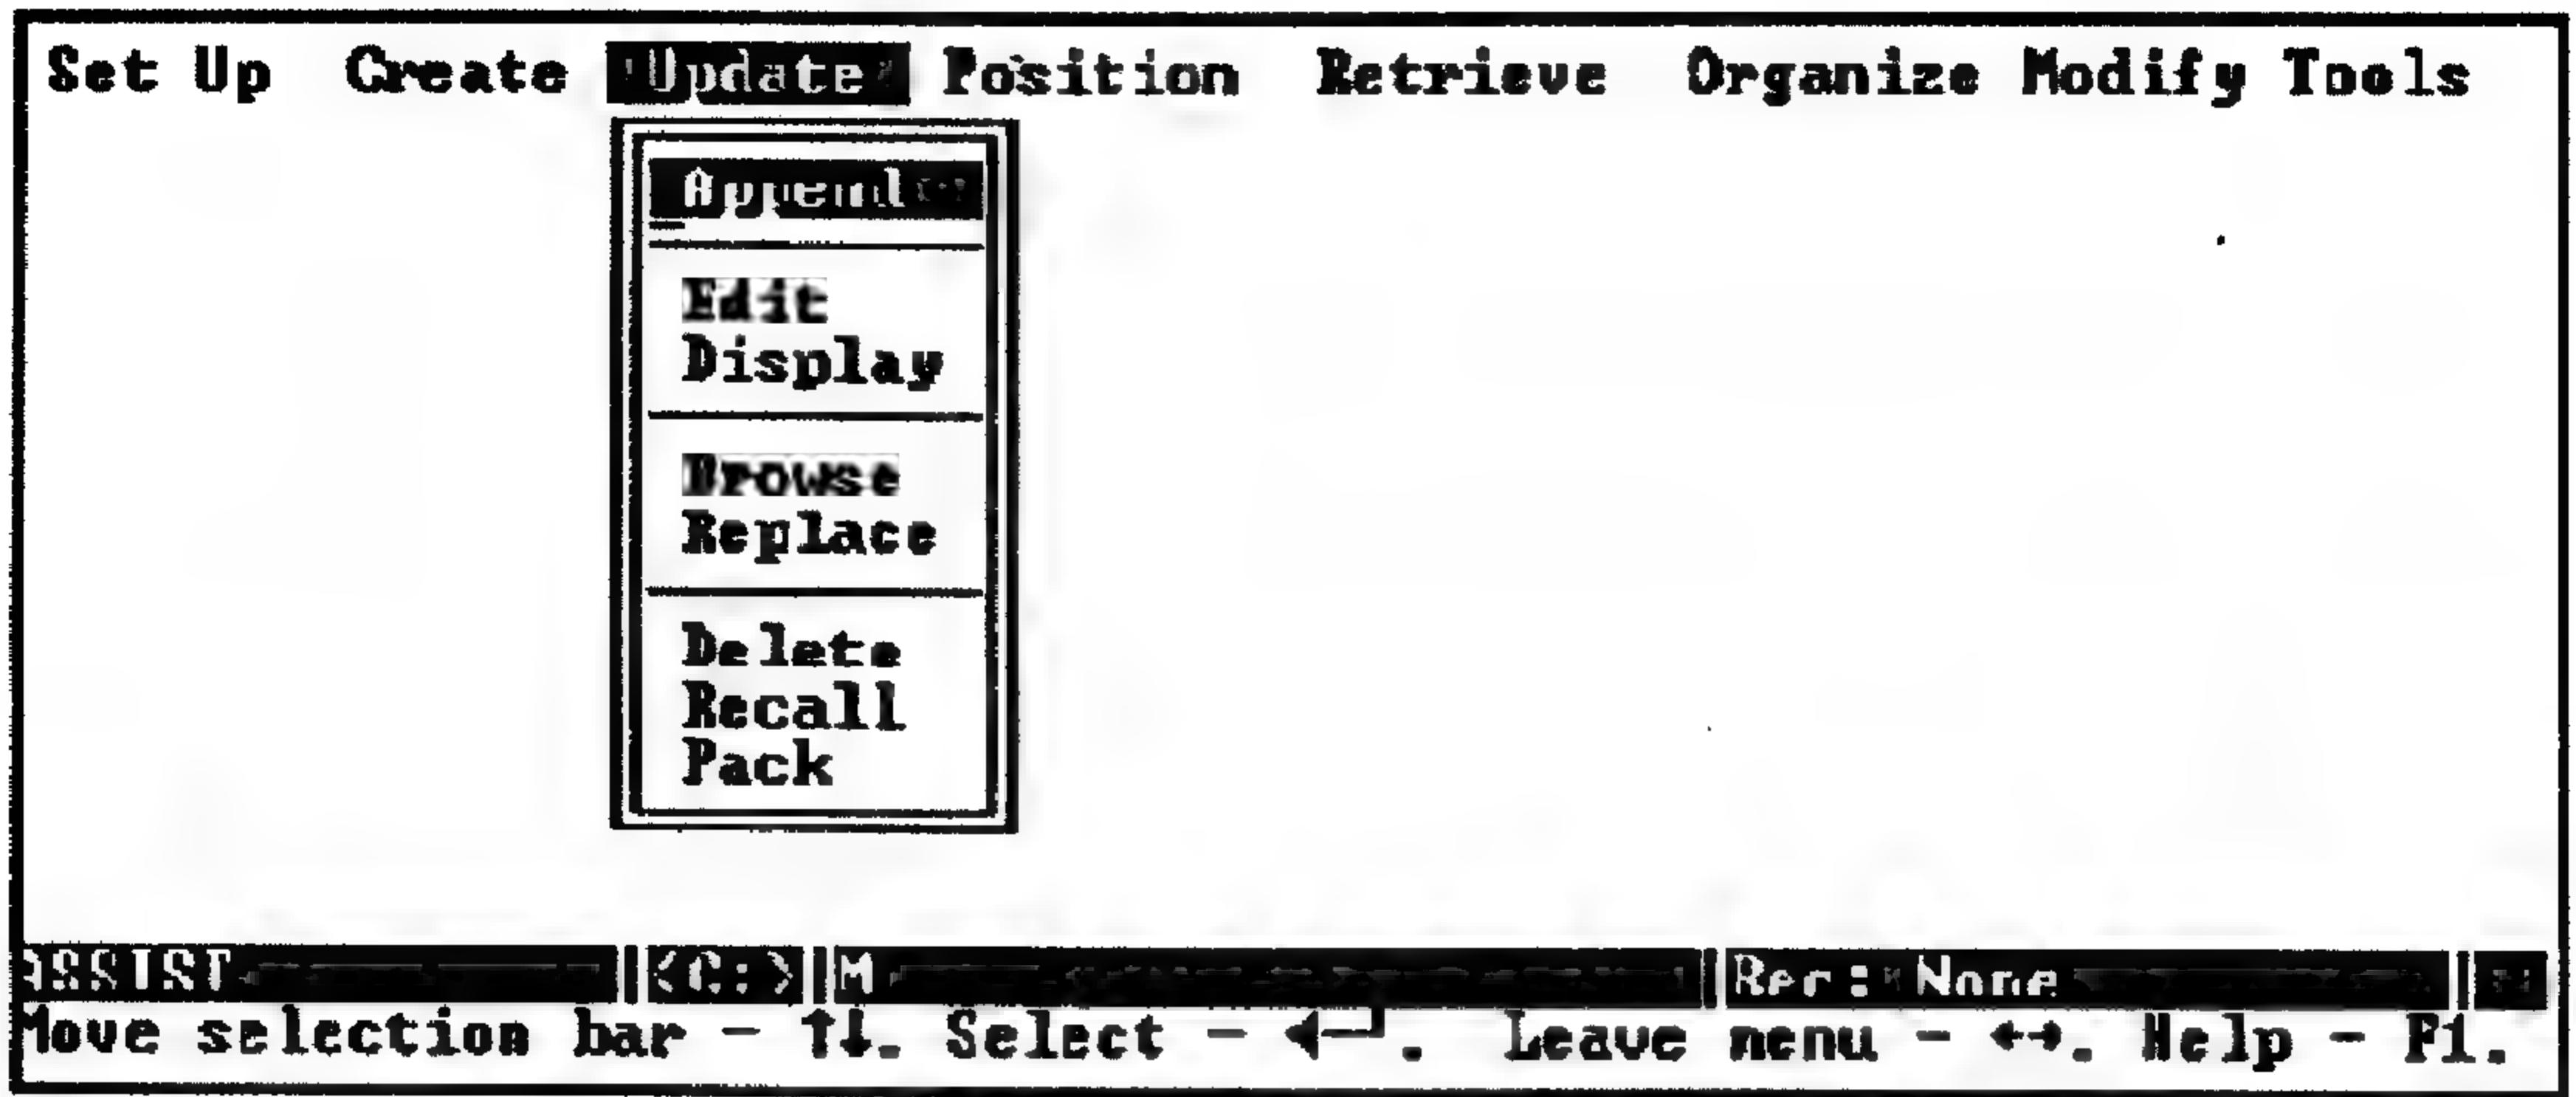 Set Up Create Update Position Retrieve Organize Modify Tools
Append
Edit
Display
Browse
Replace
Delete
Recall
Pack
ASSIST <C:> M Rec: None
Move selection bar - ↑↓. Select - ◄┘. Leave menu - ↔. Help - F1.